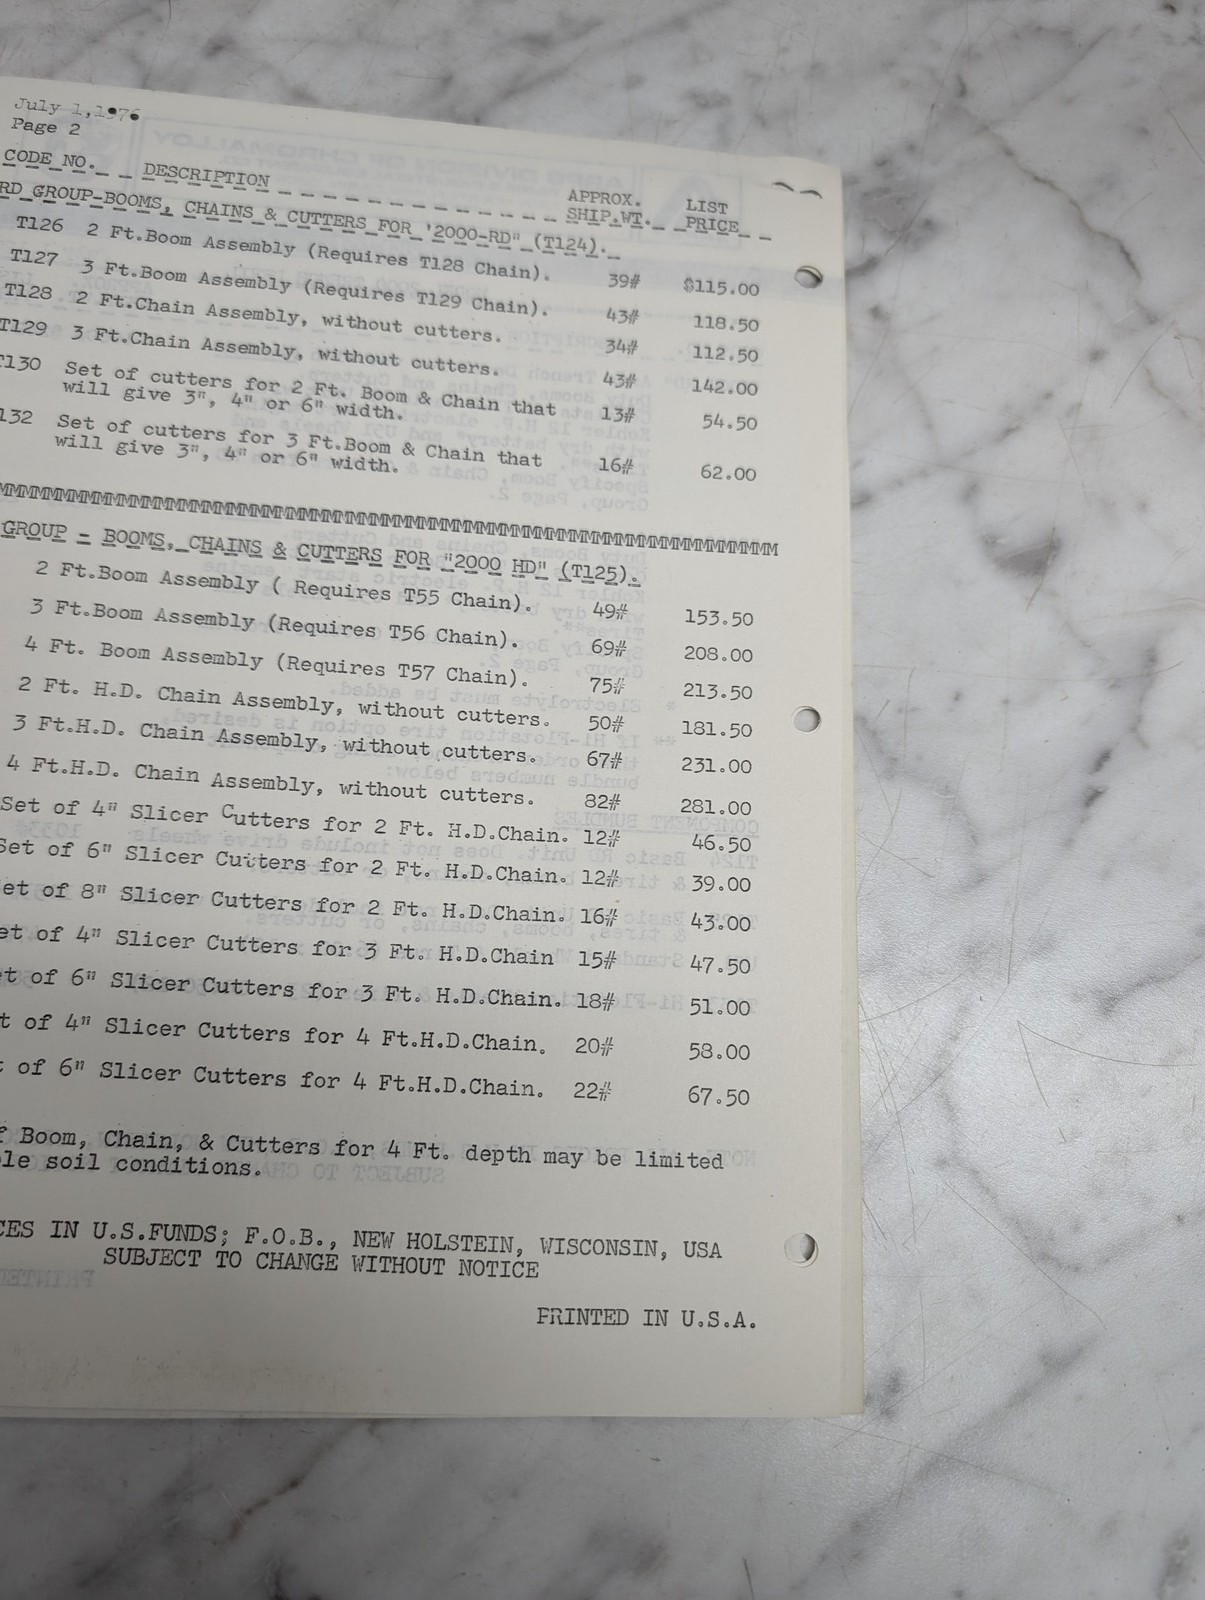 July 1,1976
Page 2
CODE NO. DESCRIPTION APPROX. SHIP.WT. LIST PRICE
RD GROUP-BOOMS, CHAINS & CUTTERS FOR '2000-RD" (T124).
T126 2 Ft.Boom Assembly (Requires T128 Chain). 39# $115.00
T127 3 Ft.Boom Assembly (Requires T129 Chain). 43# 118.50
T128 2 Ft.Chain Assembly, without cutters. 34# 112.50
T129 3 Ft.Chain Assembly, without cutters. 43# 142.00
T130 Set of cutters for 2 Ft. Boom & Chain that 13# 54.50
will give 3", 4" or 6" width.
132 Set of cutters for 3 Ft.Boom & Chain that 16# 62.00
will give 3", 4" or 6" width.
GROUP - BOOMS, CHAINS & CUTTERS FOR "2000 HD" (T125).
2 Ft.Boom Assembly ( Requires T55 Chain). 49# 153.50
3 Ft.Boom Assembly (Requires T56 Chain). 69# 208.00
4 Ft. Boom Assembly (Requires T57 Chain). 75# 213.50
2 Ft. H.D. Chain Assembly, without cutters. 50# 181.50
3 Ft.H.D. Chain Assembly, without cutters. 67# 231.00
4 Ft.H.D. Chain Assembly, without cutters. 82# 281.00
Set of 4" Slicer Cutters for 2 Ft. H.D.Chain. 12# 46.50
Set of 6" Slicer Cutters for 2 Ft. H.D.Chain. 12# 39.00
et of 8" Slicer Cutters for 2 Ft. H.D.Chain. 16# 43.00
et of 4" Slicer Cutters for 3 Ft. H.D.Chain 15# 47.50
et of 6" Slicer Cutters for 3 Ft. H.D.Chain. 18# 51.00
t of 4" Slicer Cutters for 4 Ft.H.D.Chain. 20# 58.00
t of 6" Slicer Cutters for 4 Ft.H.D.Chain. 22# 67.50
f Boom, Chain, & Cutters for 4 Ft. depth may be limited
le soil conditions.
CES IN U.S.FUNDS; F.O.B., NEW HOLSTEIN, WISCONSIN, USA
SUBJECT TO CHANGE WITHOUT NOTICE
PRINTED IN U.S.A.